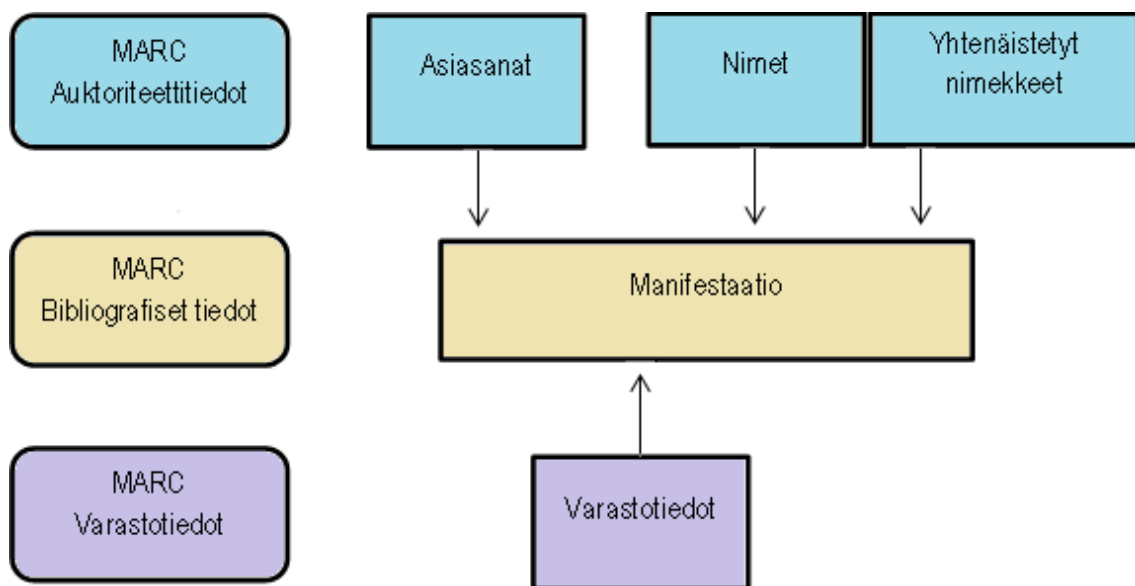 MARC
Auktoriteettitiedot
Asiasanat
Nimet
Yhtenäistetyt
nimekkeet
MARC
Bibliografiset tiedot
Manifestaatio
MARC
Varastotiedot
Varastotiedot